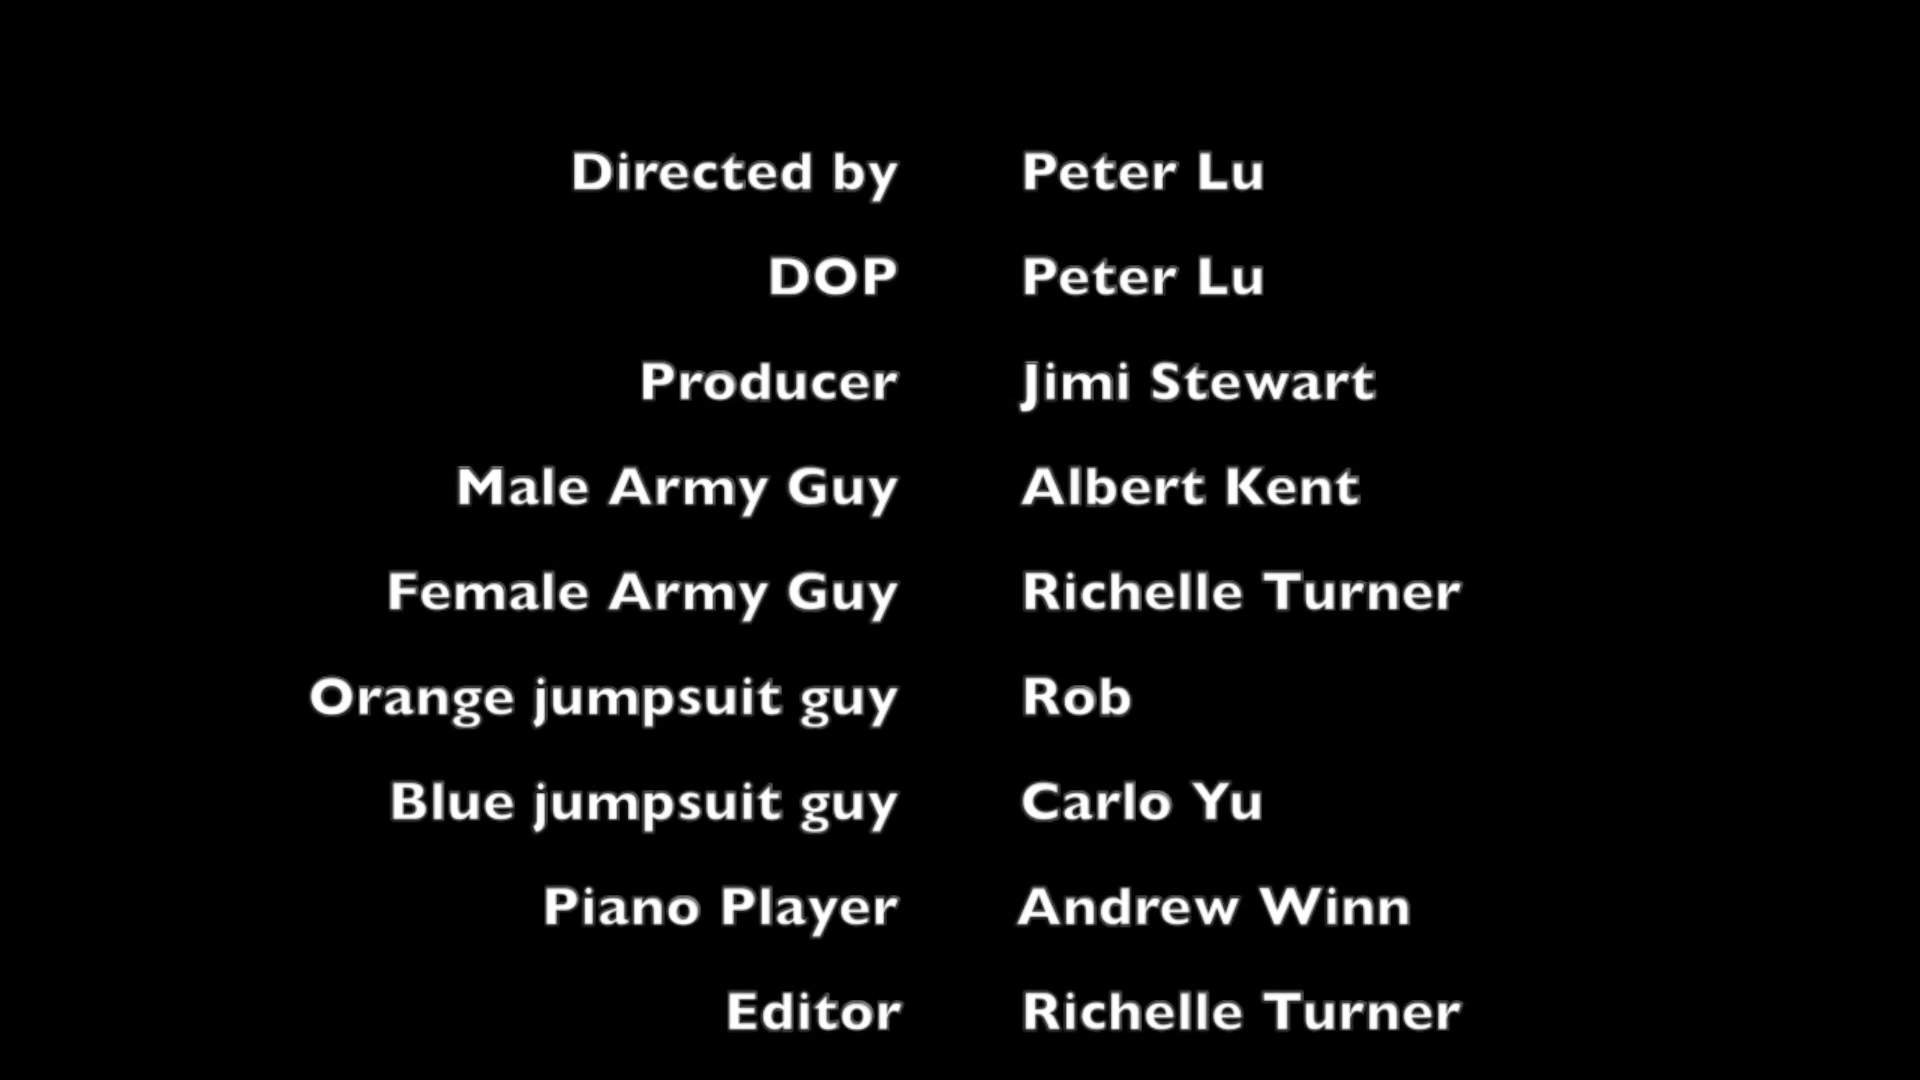 Directed by Peter Lu
DOP Peter Lu
Producer Jimi Stewart
Male Army Guy Albert Kent
Female Army Guy Richelle Turner
Orange jumpsuit guy Rob
Blue jumpsuit guy Carlo Yu
Piano Player Andrew Winn
Editor Richelle Turner